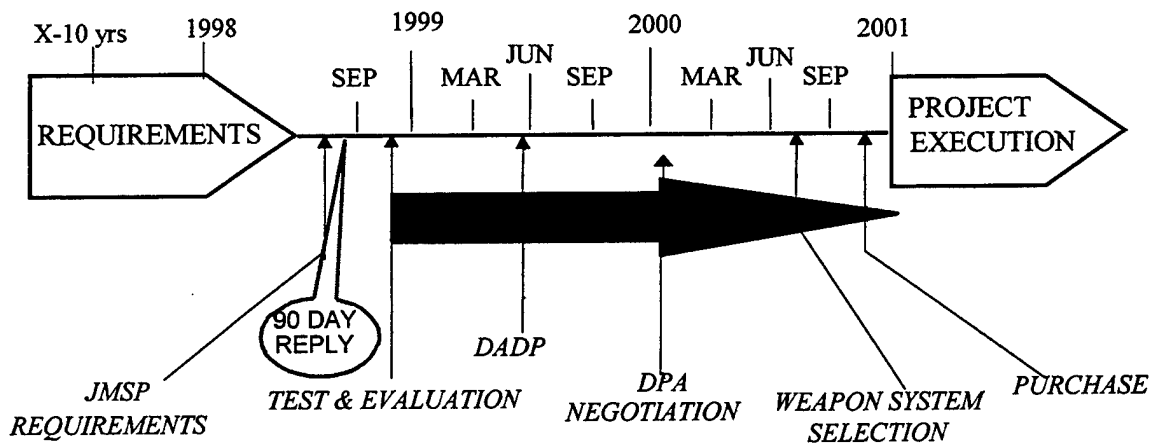 X-10 yrs
1998
1999
2000
2001
SEP
MAR
JUN
SEP
MAR
JUN
SEP
REQUIREMENTS
PROJECT
EXECUTION
90 DAY
REPLY
JMSP
REQUIREMENTS
TEST & EVALUATION
DADP
DPA
NEGOTIATION
WEAPON SYSTEM
SELECTION
PURCHASE